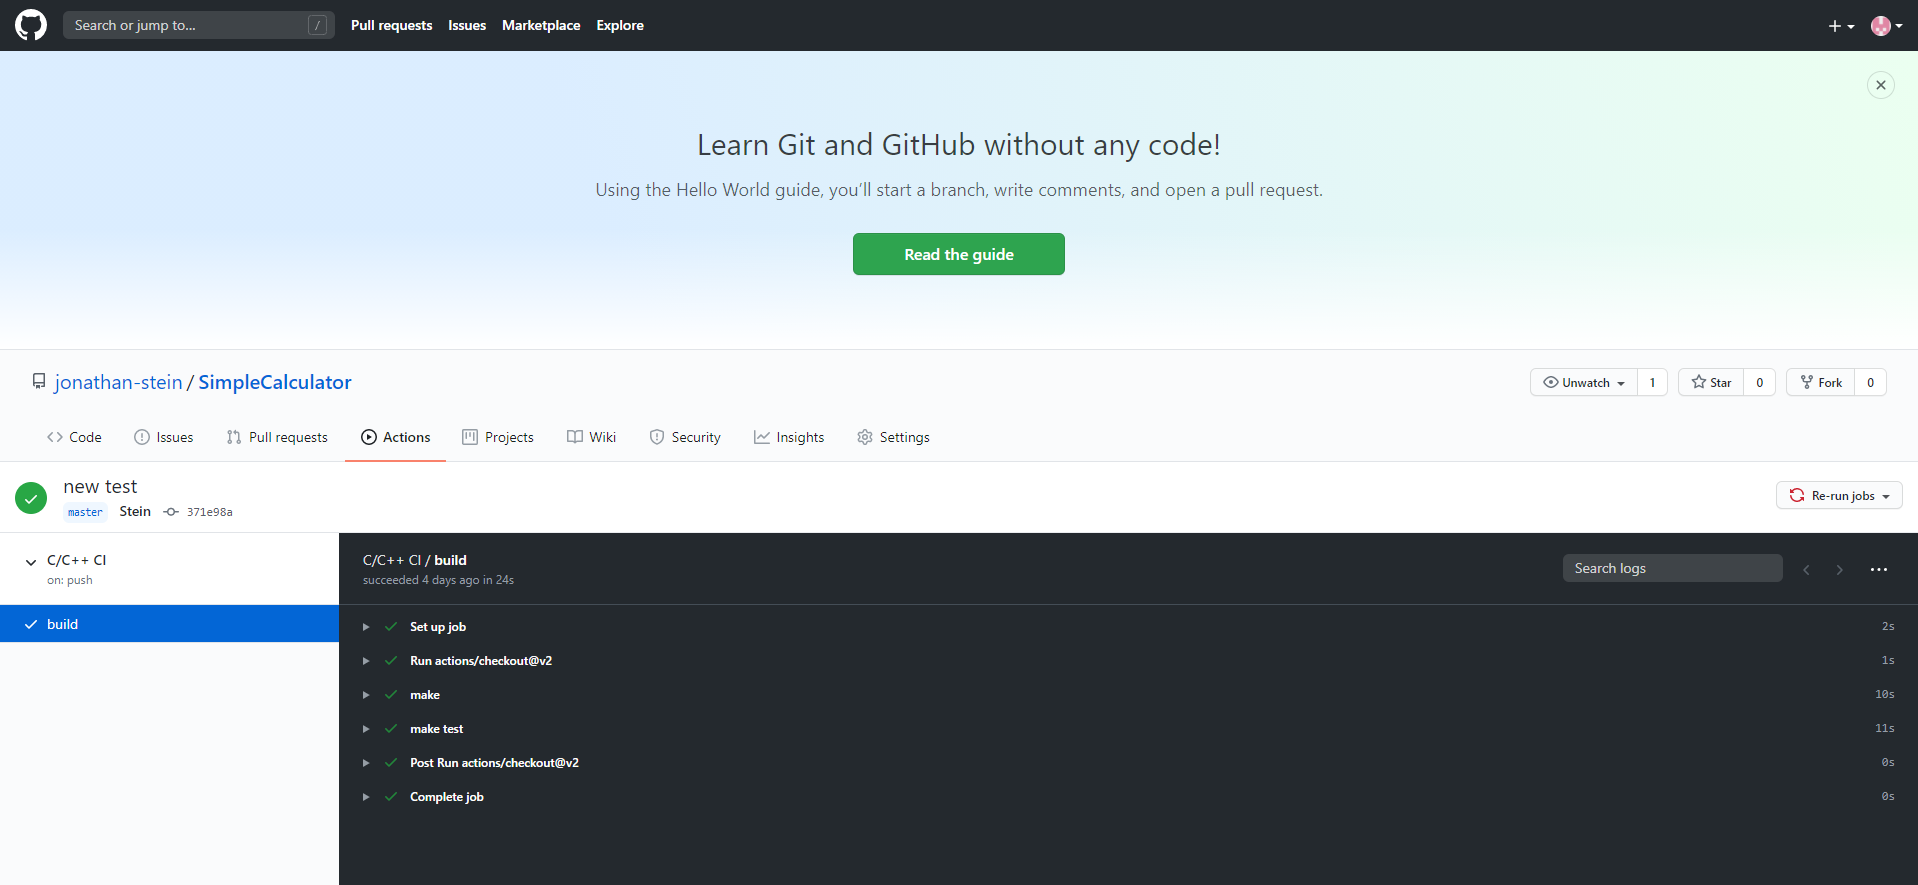 Search or jump to... / Pull requests Issues Marketplace Explore
Learn Git and GitHub without any code!
Using the Hello World guide, you’ll start a branch, write comments, and open a pull request.
Read the guide
jonathan-stein / SimpleCalculator
Unwatch 1 Star 0 Fork 0
Code Issues Pull requests Actions Projects Wiki Security Insights Settings
new test
master Stein 371e98a
Re-run jobs
C/C++ CI
on: push
build
C/C++ CI / build
succeeded 4 days ago in 24s
Search logs
Set up job 2s
Run actions/checkout@v2 1s
make 10s
make test 11s
Post Run actions/checkout@v2 0s
Complete job 0s